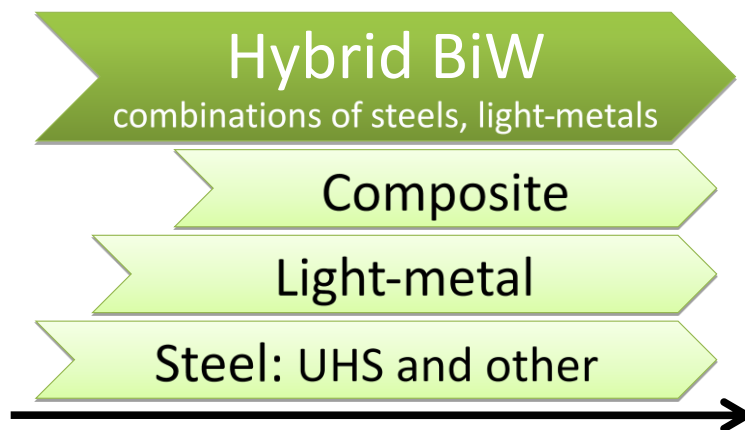 Hybrid BiW
combinations of steels, light-metals
Composite
Light-metal
Steel: UHS and other